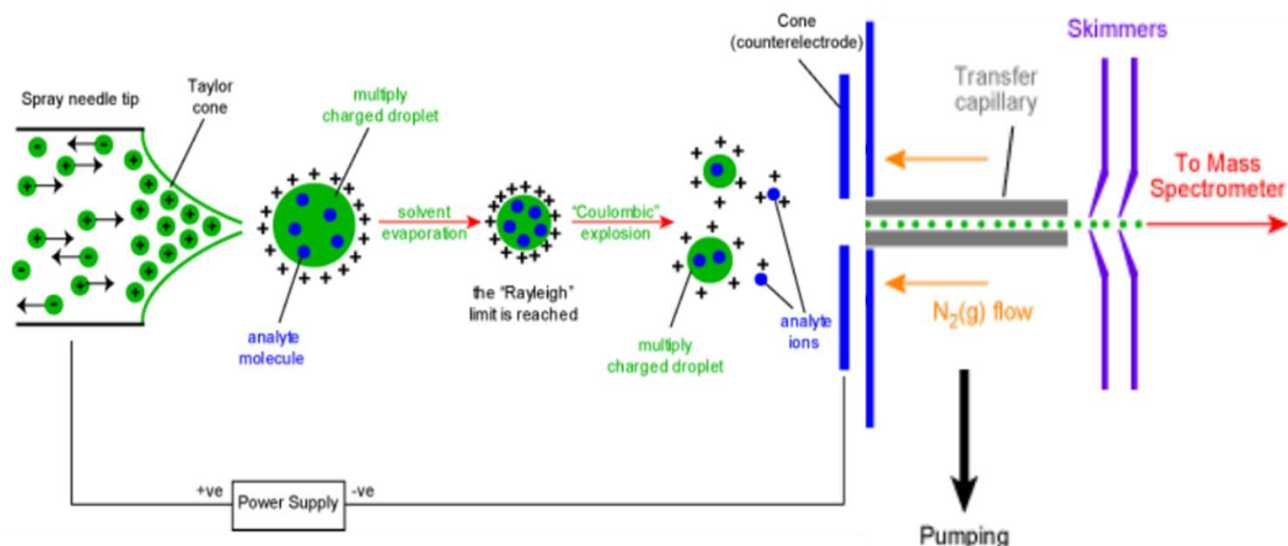 Spray needle tip
Taylor
cone
multiply
charged droplet
analyte
molecule
solvent
evaporation
the "Rayleigh"
limit is reached
"Coulombic"
explosion
multiply
charged droplet
analyte
ions
Cone
(counterelectrode)
Transfer
capillary
Skimmers
To Mass
Spectrometer
N2(g) flow
Pumping
+ve
Power Supply
-ve